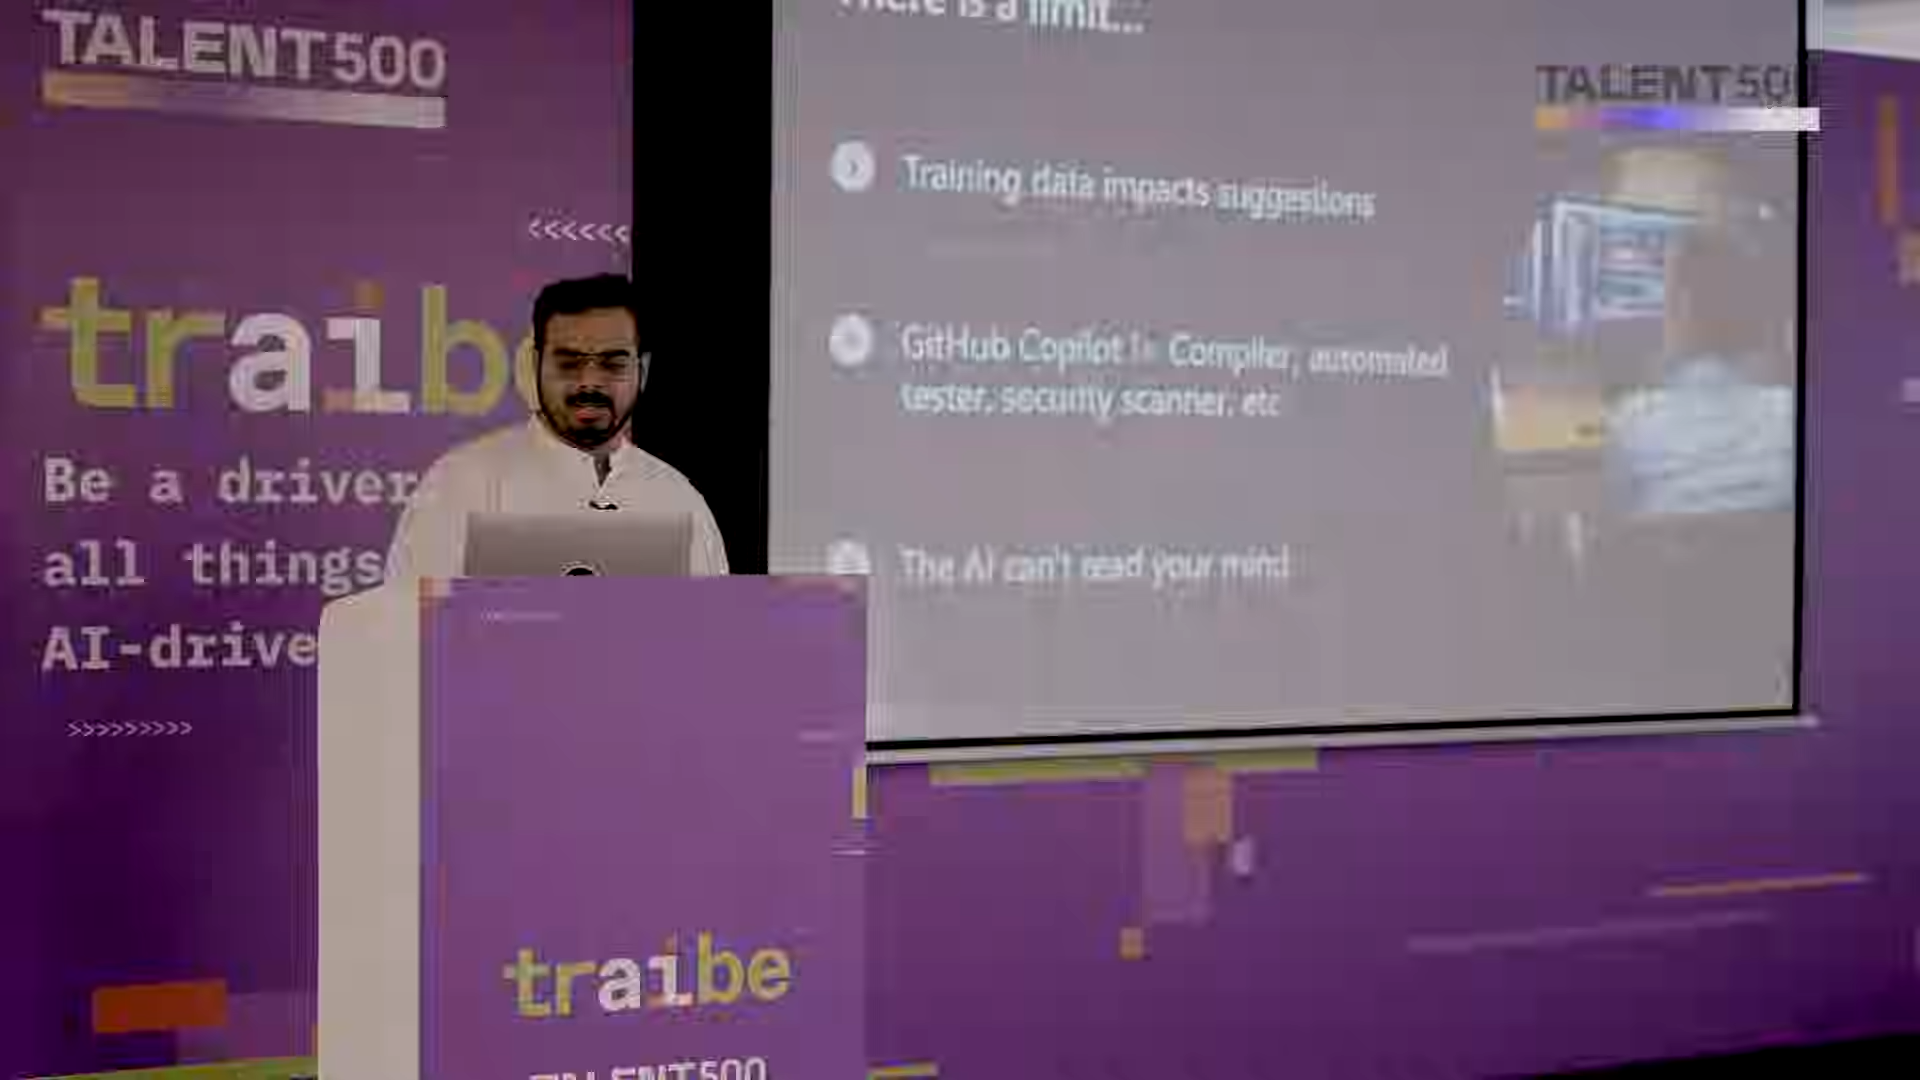 TALENT500
<<<<<<
traibe
Be a driver
all things
AI-drive
>>>>>>>>>
There is a limit...
Training data impacts suggestions
GitHub Copilot != Compiler, automated
tester, security scanner, etc
The AI can't read your mind
TALENT500
traibe
TALENT500